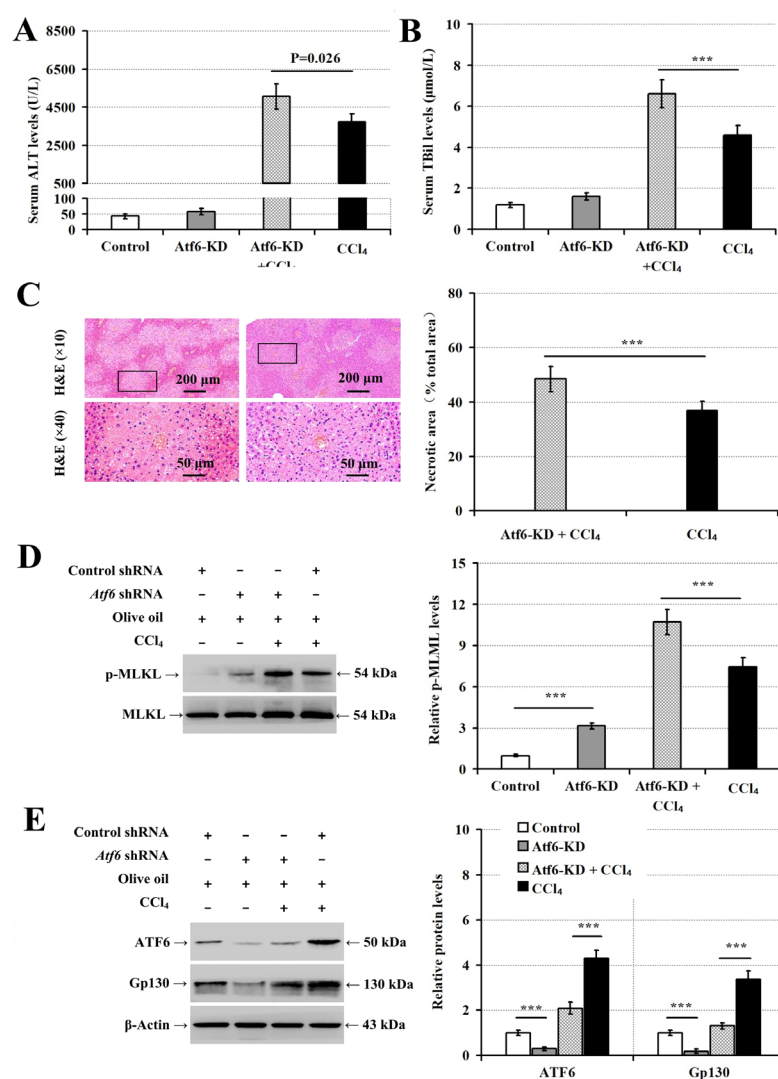 A
Serum ALT levels (U/L)
8500
6500
4500
2500
500
100
50
0
P=0.026
Control
Atf6-KD
Atf6-KD
CCl₄
B
Serum TBil levels (μmol/L)
10
8
6
4
2
0
***
Control
Atf6-KD
Atf6-KD
+CCl₄
CCl₄
C
H&E (×10)
200 μm
200 μm
H&E (×40)
50 μm
50 μm
Necrotic area（% total area）
80
60
40
20
0
***
Atf6-KD + CCl₄
CCl₄
D
Control shRNA + − − +
Atf6 shRNA − + + −
Olive oil + + + +
CCl₄ − − + +
p-MLKL → ← 54 kDa
MLKL → ← 54 kDa
Relative p-MLML levels
15
12
9
6
3
0
***
***
Control
Atf6-KD
Atf6-KD +
CCl₄
CCl₄
E
Control shRNA + − − +
Atf6 shRNA − + + −
Olive oil + + + +
CCl₄ − − + +
ATF6 → ← 50 kDa
Gp130 → ← 130 kDa
β-Actin → ← 43 kDa
Relative protein levels
10
8
6
4
2
0
Control
Atf6-KD
Atf6-KD + CCl₄
CCl₄
***
***
***
***
ATF6
Gp130